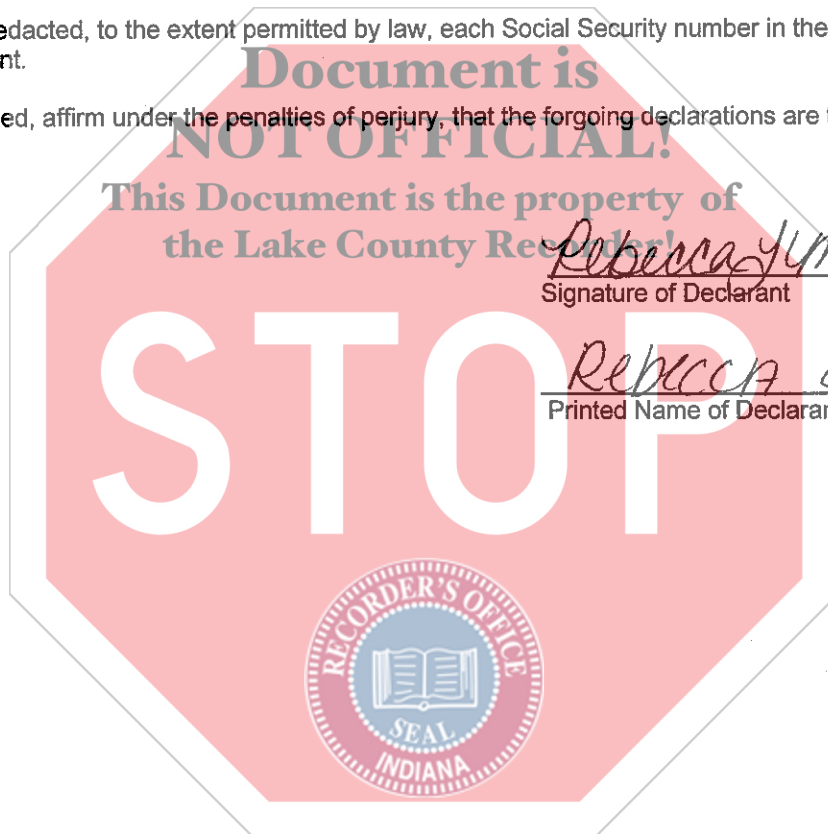 edacted, to the extent permitted by law, each Social Security number in the
nt.
Document is
ed, affirm under the penalties of perjury, that the forgoing declarations are
NOT OFFICIAL!
This Document is the property of
the Lake County Recorder!
Rebecca
Signature of Declarant
Rebecca
Printed Name of Declaran
STOP
RECORDER'S OFFICE
SEAL
INDIANA